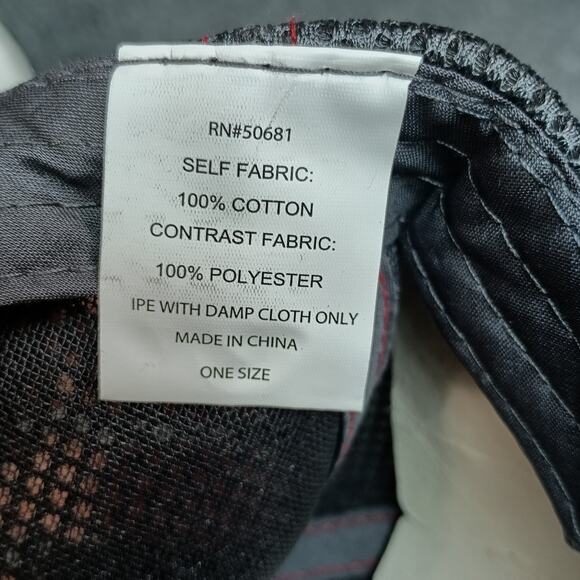 RN#50681
SELF FABRIC:
100% COTTON
CONTRAST FABRIC:
100% POLYESTER
IPE WITH DAMP CLOTH ONLY
MADE IN CHINA
ONE SIZE